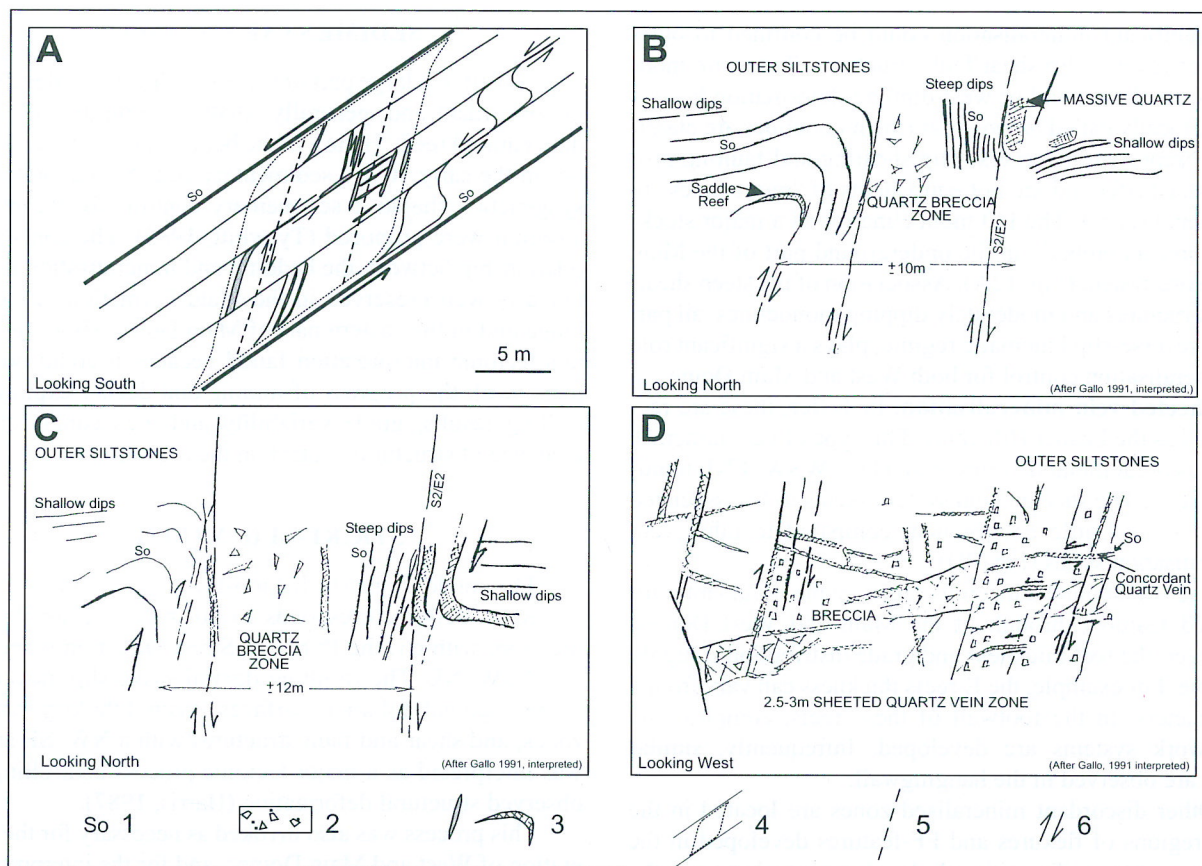 A
So
So
5 m
Looking South
B
OUTER SILTSTONES
Steep dips
So
MASSIVE QUARTZ
Shallow dips
So
Shallow dips
Saddle
Reef
QUARTZ BRECCIA
ZONE
S2/E2
±10m
Looking North
(After Gallo 1991, interpreted,)
C
OUTER SILTSTONES
S2/E2
Shallow dips
Steep dips
So
So
Shallow dips
QUARTZ
BRECCIA
ZONE
±12m
Looking North
(After Gallo 1991, interpreted)
D
OUTER SILTSTONES
So
Concordant
Quartz Vein
BRECCIA
2.5-3m SHEETED QUARTZ VEIN ZONE
Looking West
(After Gallo, 1991, interpreted)
So 1
2
3
4
5
6